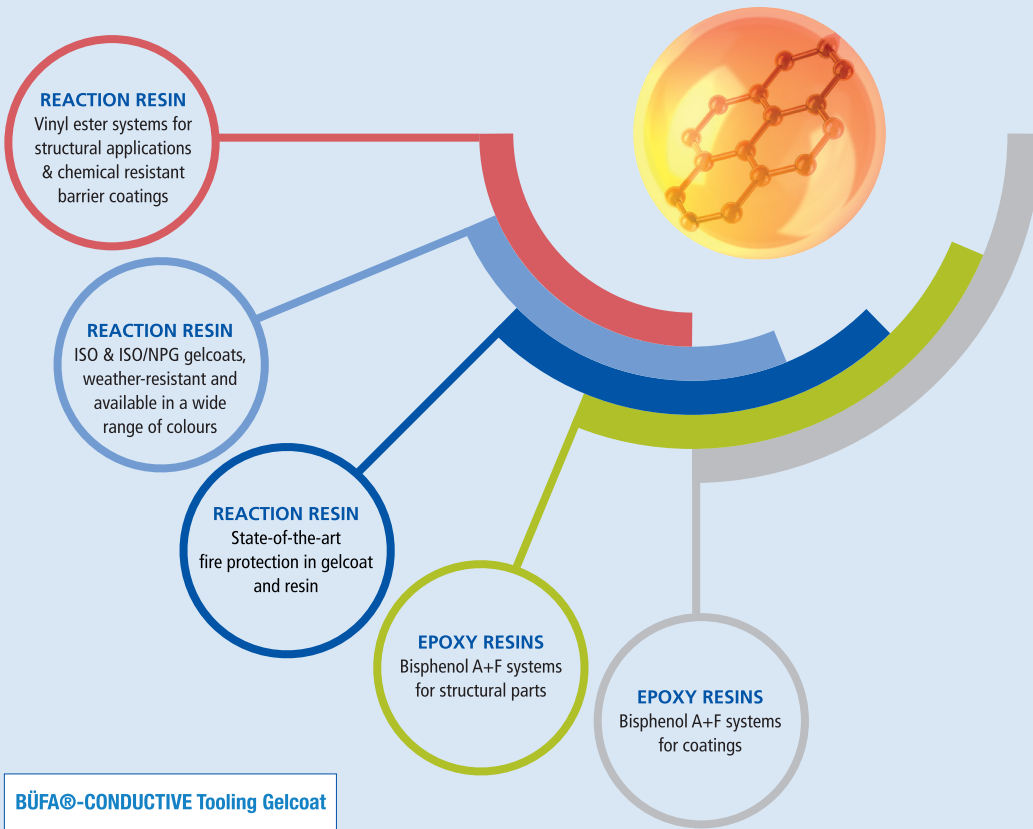 REACTION RESIN
Vinyl ester systems for
structural applications
& chemical resistant
barrier coatings
REACTION RESIN
ISO & ISO/NPG gelcoats,
weather-resistant and
available in a wide
range of colours
REACTION RESIN
State-of-the-art
fire protection in gelcoat
and resin
EPOXY RESINS
Bisphenol A+F systems
for structural parts
EPOXY RESINS
Bisphenol A+F systems
for coatings
BÜFA®-CONDUCTIVE Tooling Gelcoat